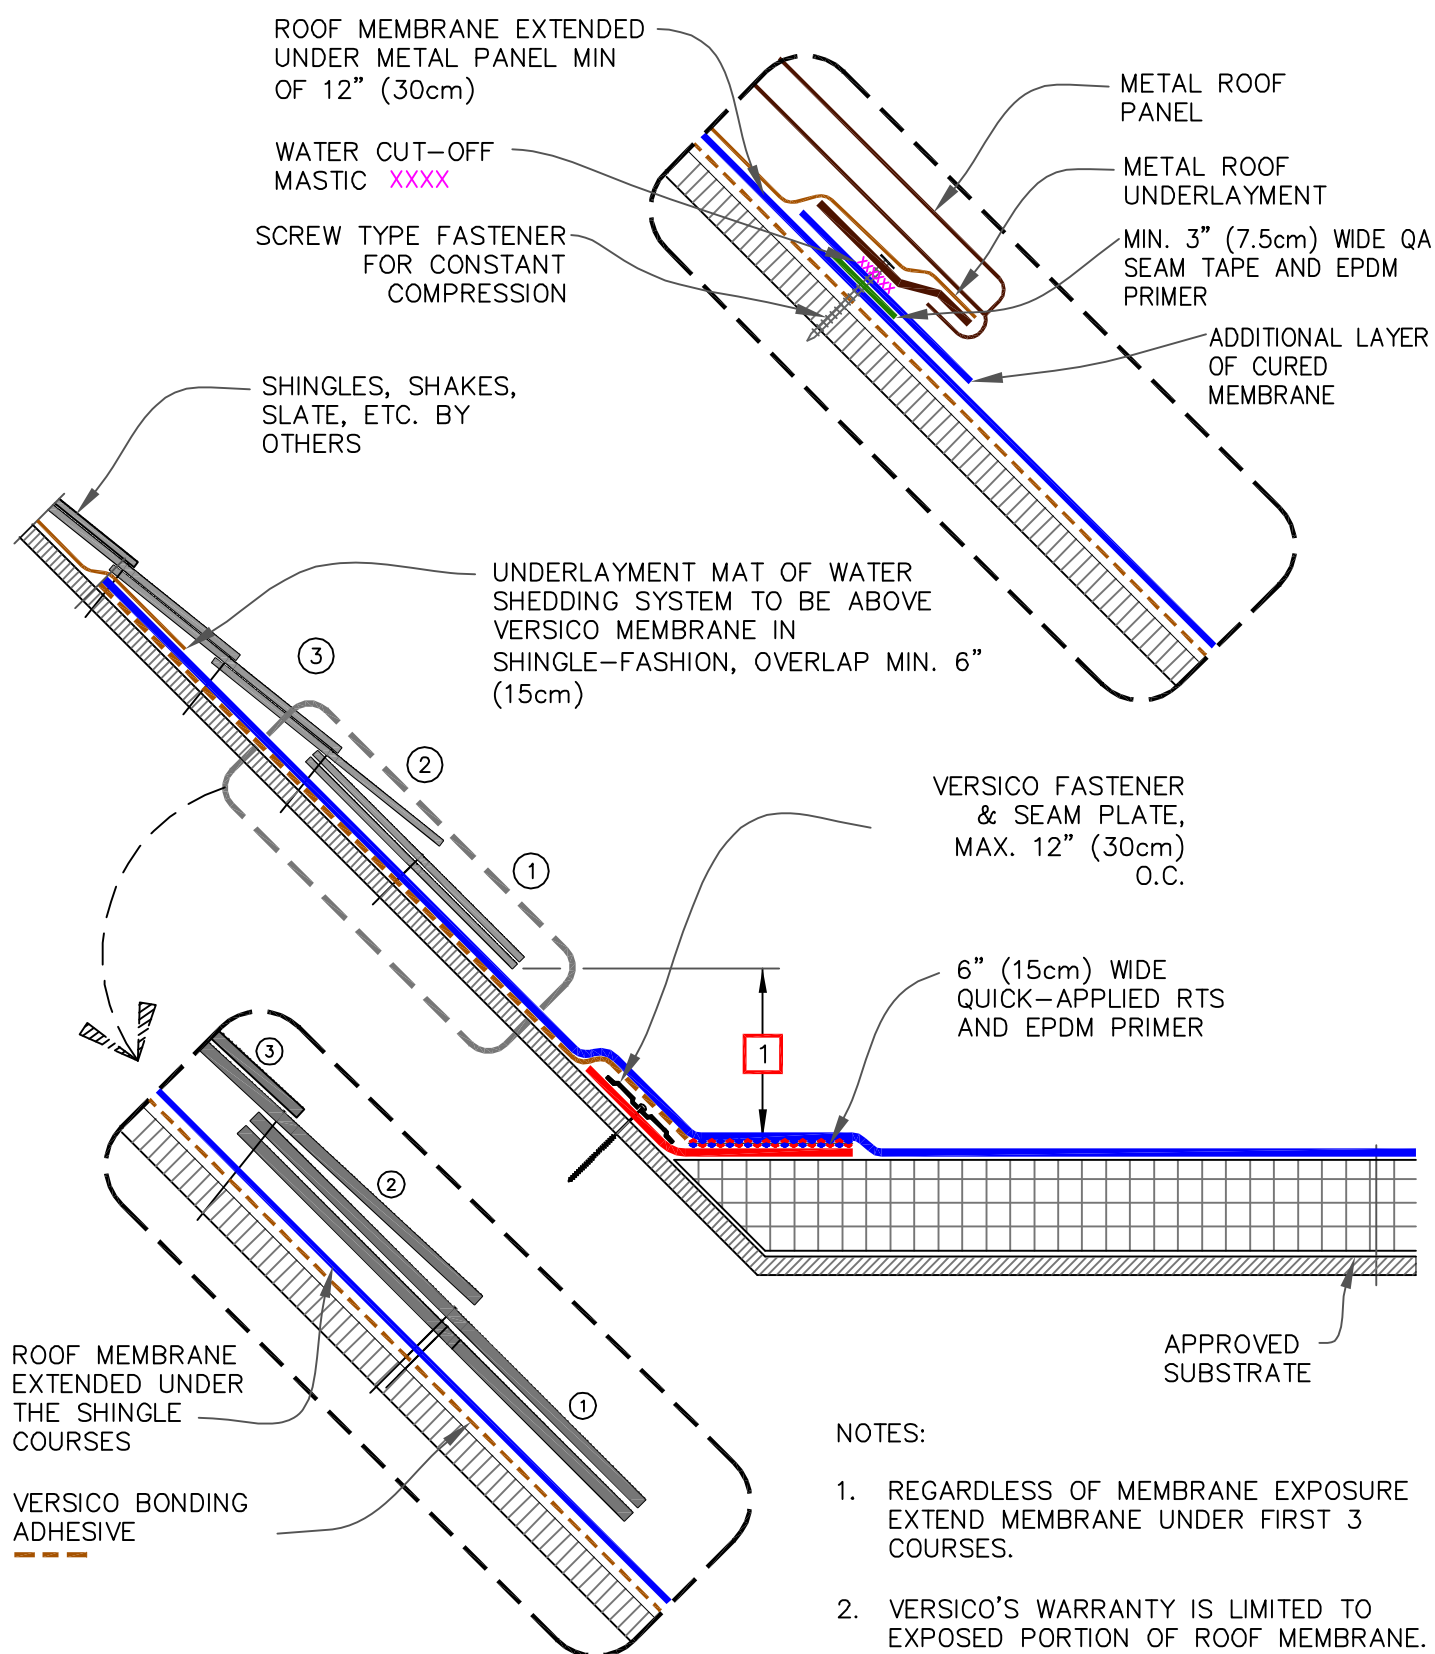 ROOF MEMBRANE EXTENDED
UNDER METAL PANEL MIN
OF 12” (30cm)
WATER CUT-OFF
MASTIC XXXX
SCREW TYPE FASTENER
FOR CONSTANT
COMPRESSION
METAL ROOF
PANEL
METAL ROOF
UNDERLAYMENT
MIN. 3” (7.5cm) WIDE QA
SEAM TAPE AND EPDM
PRIMER
ADDITIONAL LAYER
OF CURED
MEMBRANE
XXXXX
SHINGLES, SHAKES,
SLATE, ETC. BY
OTHERS
UNDERLAYMENT MAT OF WATER
SHEDDING SYSTEM TO BE ABOVE
VERSICO MEMBRANE IN
SHINGLE-FASHION, OVERLAP MIN. 6”
(15cm)
3
2
1
VERSICO FASTENER
& SEAM PLATE,
MAX. 12” (30cm)
O.C.
6” (15cm) WIDE
QUICK-APPLIED RTS
AND EPDM PRIMER
1
3
2
1
APPROVED
SUBSTRATE
ROOF MEMBRANE
EXTENDED UNDER
THE SHINGLE
COURSES
VERSICO BONDING
ADHESIVE
NOTES:
1. REGARDLESS OF MEMBRANE EXPOSURE
EXTEND MEMBRANE UNDER FIRST 3
COURSES.
2. VERSICO’S WARRANTY IS LIMITED TO
EXPOSED PORTION OF ROOF MEMBRANE.